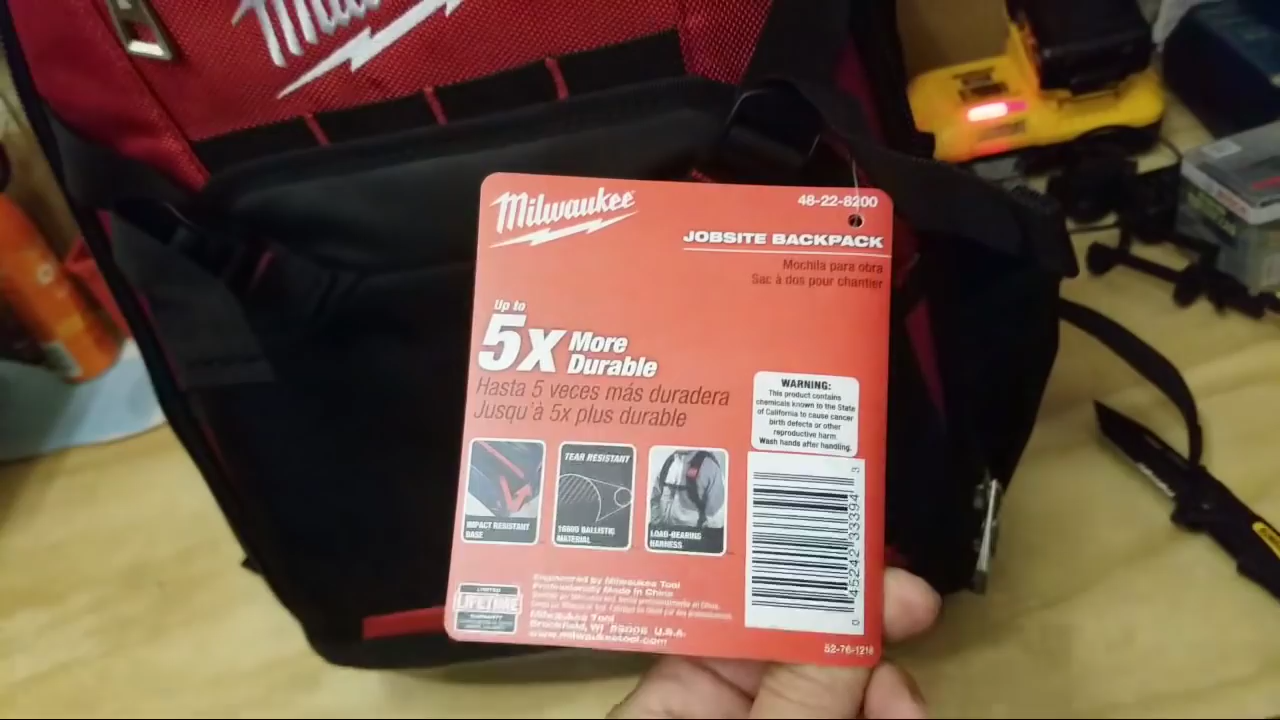 Milwaukee
Milwaukee
48-22-8200
JOBSITE BACKPACK
Mochila para obra
Sac à dos pour chantier
Up to
5x More
Durable
Hasta 5 veces más duradera
Jusqu'à 5x plus durable
WARNING:
This product contains
chemicals known to the State
of California to cause cancer
birth defects or other
reproductive harm.
Wash hands after handling.
IMPACT RESISTANT
BASE
TEAR RESISTANT
1680D BALLISTIC
MATERIAL
LOAD-BEARING
HARNESS
0 45242 33394 3
LIMITED
LIFETIME
WARRANTY
Engineered by Milwaukee Tool
Professionally Made in China
Milwaukee Tool
Brookfield, WI 53005 U.S.A.
www.milwaukeetool.com
52-76-1218